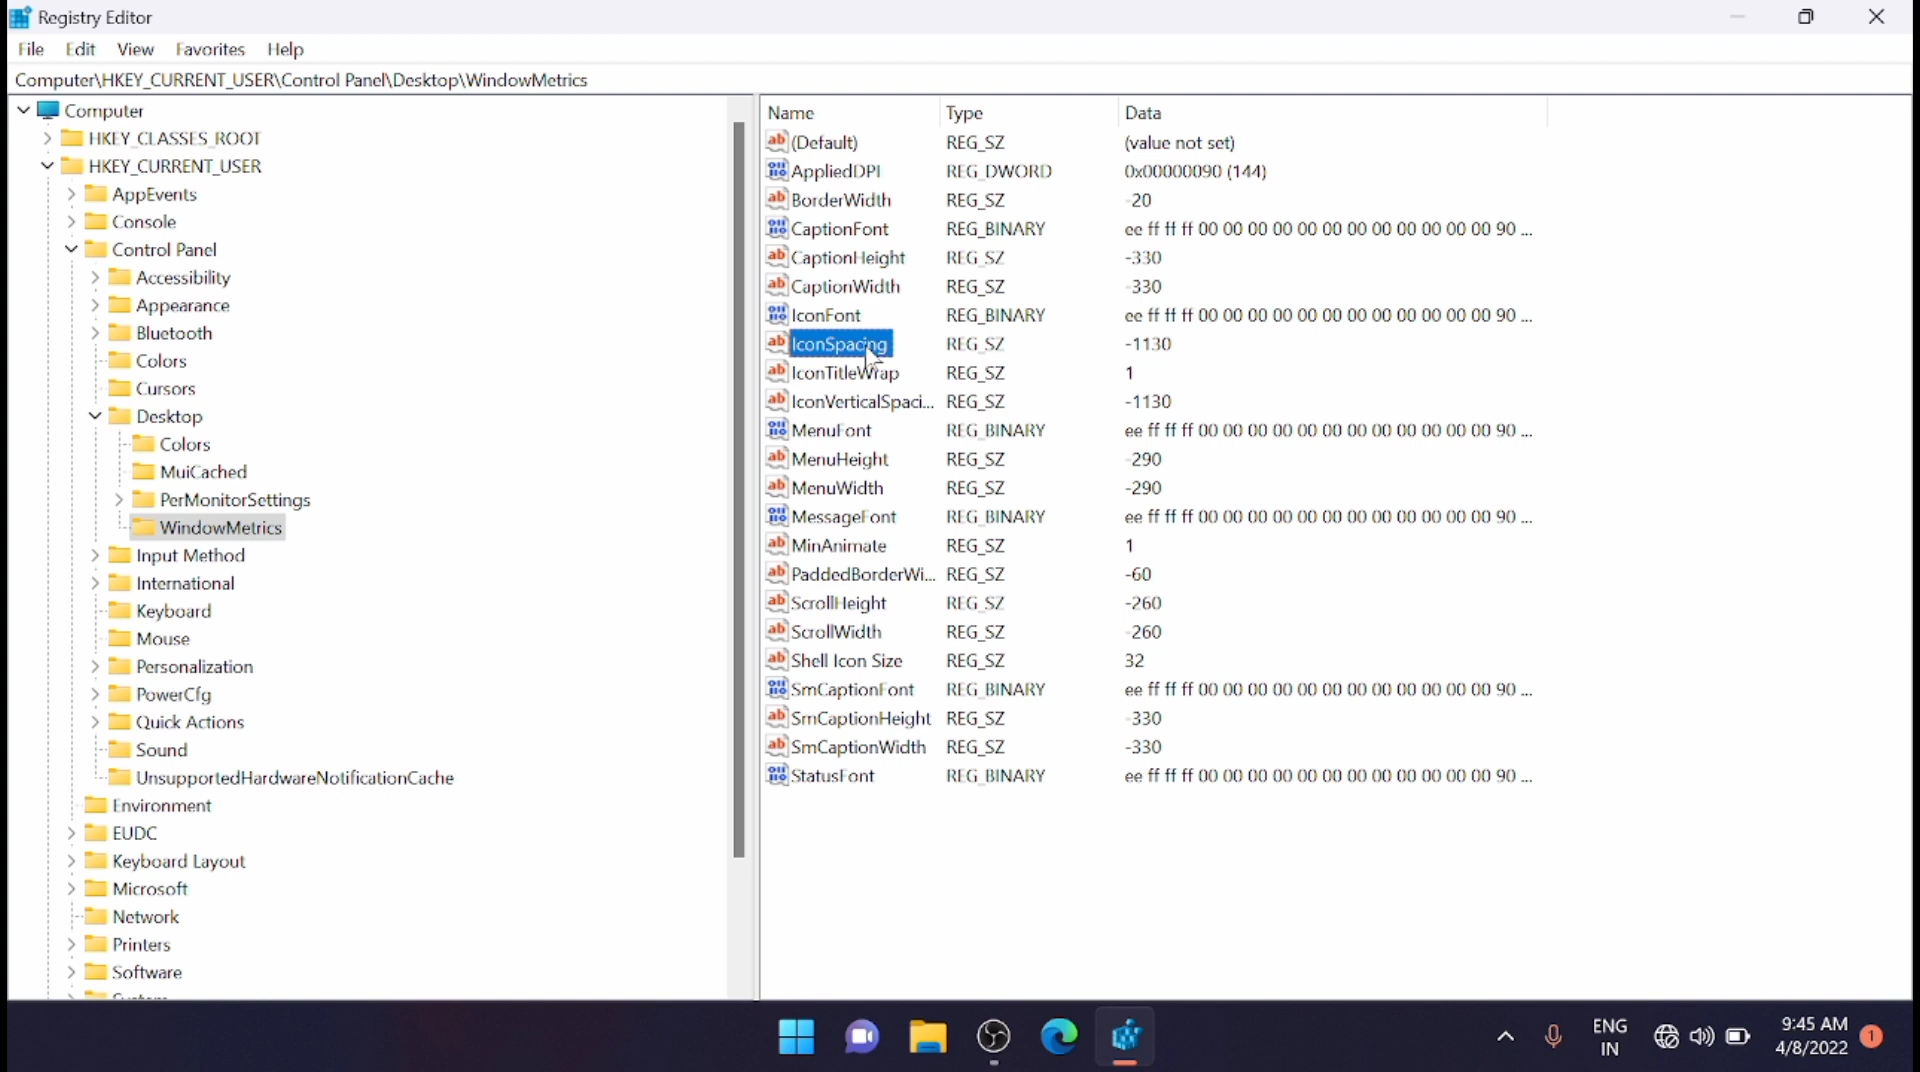 Registry Editor
File Edit View Favorites Help
Computer\HKEY_CURRENT_USER\Control Panel\Desktop\WindowMetrics
Computer
HKEY_CLASSES_ROOT
HKEY_CURRENT_USER
AppEvents
Console
Control Panel
Accessibility
Appearance
Bluetooth
Colors
Cursors
Desktop
Colors
MuiCached
PerMonitorSettings
WindowMetrics
Input Method
International
Keyboard
Mouse
Personalization
PowerCfg
Quick Actions
Sound
UnsupportedHardwareNotificationCache
Environment
EUDC
Keyboard Layout
Microsoft
Network
Printers
Software
Name Type Data
(Default) REG_SZ (value not set)
AppliedDPI REG_DWORD 0x00000090 (144)
BorderWidth REG_SZ -20
CaptionFont REG_BINARY ee ff ff ff 00 00 00 00 00 00 00 00 00 00 00 00 90 ...
CaptionHeight REG_SZ -330
CaptionWidth REG_SZ -330
IconFont REG_BINARY ee ff ff ff 00 00 00 00 00 00 00 00 00 00 00 00 90 ...
IconSpacing REG_SZ -1130
IconTitleWrap REG_SZ 1
IconVerticalSpaci... REG_SZ -1130
MenuFont REG_BINARY ee ff ff ff 00 00 00 00 00 00 00 00 00 00 00 00 90 ...
MenuHeight REG_SZ -290
MenuWidth REG_SZ -290
MessageFont REG_BINARY ee ff ff ff 00 00 00 00 00 00 00 00 00 00 00 00 90 ...
MinAnimate REG_SZ 1
PaddedBorderWi... REG_SZ -60
ScrollHeight REG_SZ -260
ScrollWidth REG_SZ -260
Shell Icon Size REG_SZ 32
SmCaptionFont REG_BINARY ee ff ff ff 00 00 00 00 00 00 00 00 00 00 00 00 90 ...
SmCaptionHeight REG_SZ -330
SmCaptionWidth REG_SZ -330
StatusFont REG_BINARY ee ff ff ff 00 00 00 00 00 00 00 00 00 00 00 00 90 ...
ENG
IN
9:45 AM
4/8/2022
1